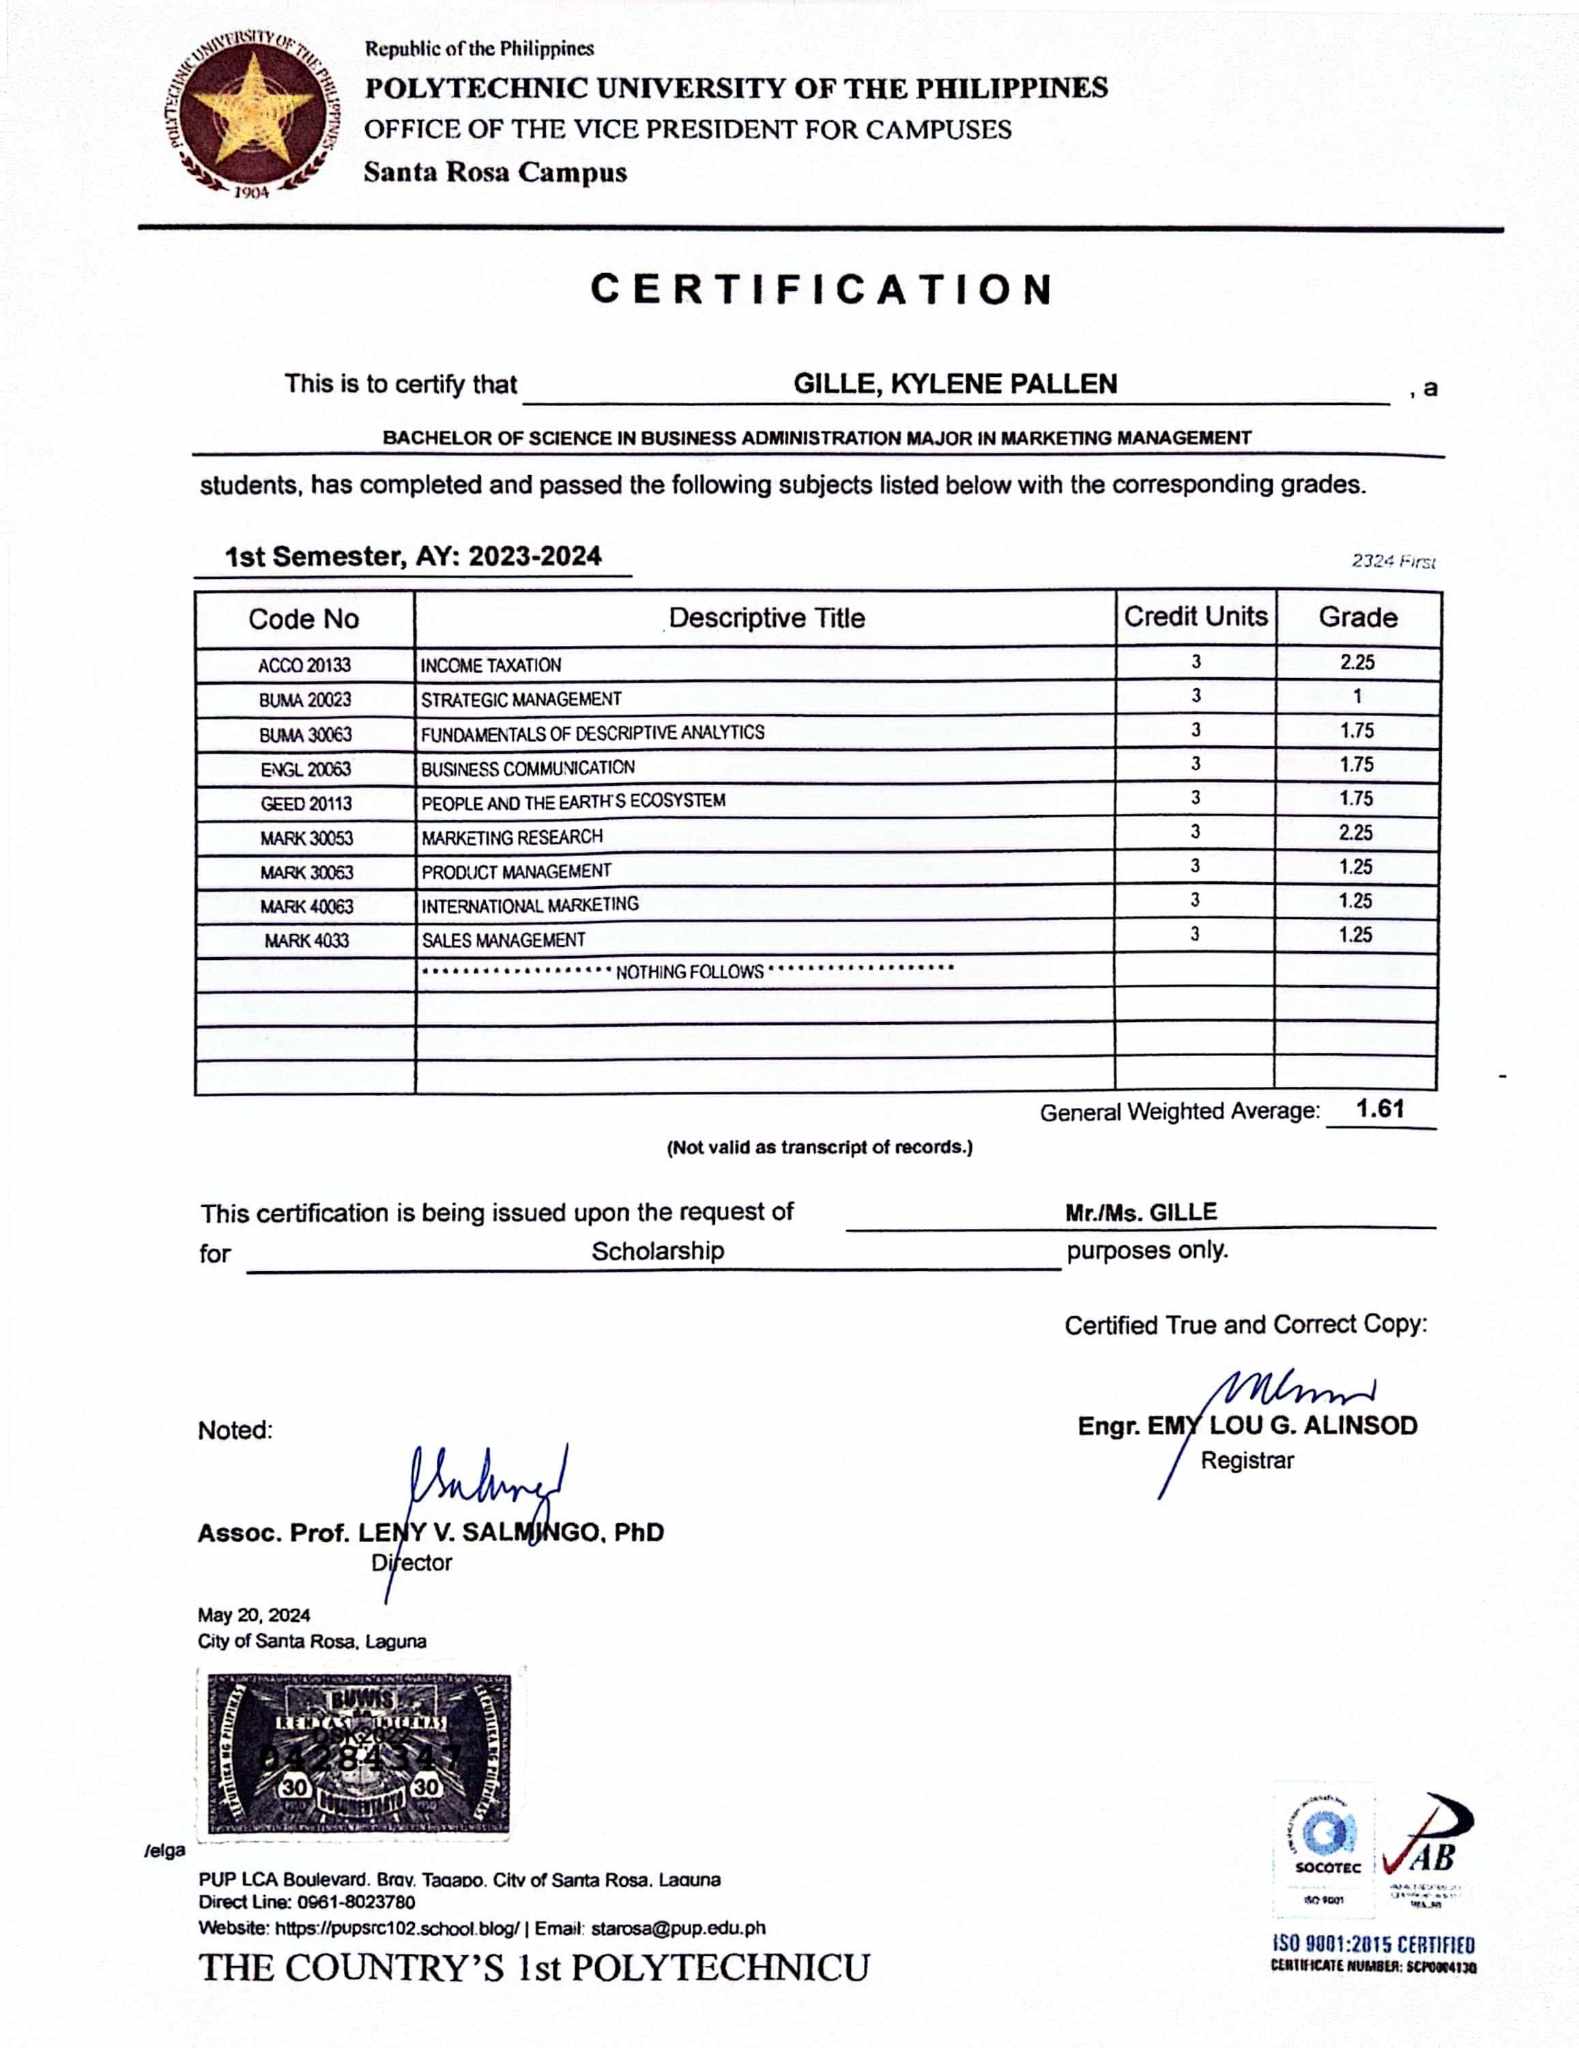 POLYTECHNIC UNIVERSITY OF THE PHILIPPINES
1904
Republic of the Philippines
POLYTECHNIC UNIVERSITY OF THE PHILIPPINES
OFFICE OF THE VICE PRESIDENT FOR CAMPUSES
Santa Rosa Campus
CERTIFICATION
This is to certify that GILLE, KYLENE PALLEN , a
BACHELOR OF SCIENCE IN BUSINESS ADMINISTRATION MAJOR IN MARKETING MANAGEMENT
students, has completed and passed the following subjects listed below with the corresponding grades.
1st Semester, AY: 2023-2024 2324 First
Code No Descriptive Title Credit Units Grade
ACCO 20133 INCOME TAXATION 3 2.25
BUMA 20023 STRATEGIC MANAGEMENT 3 1
BUMA 30063 FUNDAMENTALS OF DESCRIPTIVE ANALYTICS 3 1.75
ENGL 20063 BUSINESS COMMUNICATION 3 1.75
GEED 20113 PEOPLE AND THE EARTH'S ECOSYSTEM 3 1.75
MARK 30053 MARKETING RESEARCH 3 2.25
MARK 30063 PRODUCT MANAGEMENT 3 1.25
MARK 40063 INTERNATIONAL MARKETING 3 1.25
MARK 4033 SALES MANAGEMENT 3 1.25
******************* NOTHING FOLLOWS *******************
General Weighted Average: 1.61
(Not valid as transcript of records.)
This certification is being issued upon the request of Mr./Ms. GILLE
for Scholarship purposes only.
Certified True and Correct Copy:
Engr. EMY LOU G. ALINSOD
Registrar
Noted:
Assoc. Prof. LENY V. SALMINGO, PhD
Director
May 20, 2024
City of Santa Rosa, Laguna
BUWIS
NA
RENTAS INTERNAS
REPUBLIKA NG PILIPINAS
REPUBLIKA NG PILIPINAS
DSK2022
04284347
30 30
DOKUMENTARYO
/elga
PUP LCA Boulevard, Brgy. Tagapo, City of Santa Rosa, Laguna
Direct Line: 0961-8023780
Website: https://pupsrc102.school.blog/ | Email: starosa@pup.edu.ph
THE COUNTRY'S 1st POLYTECHNICU
SOCOTEC
ISO 9001
PAB
ISO 9001:2015 CERTIFIED
CERTIFICATE NUMBER: SCP000413Q